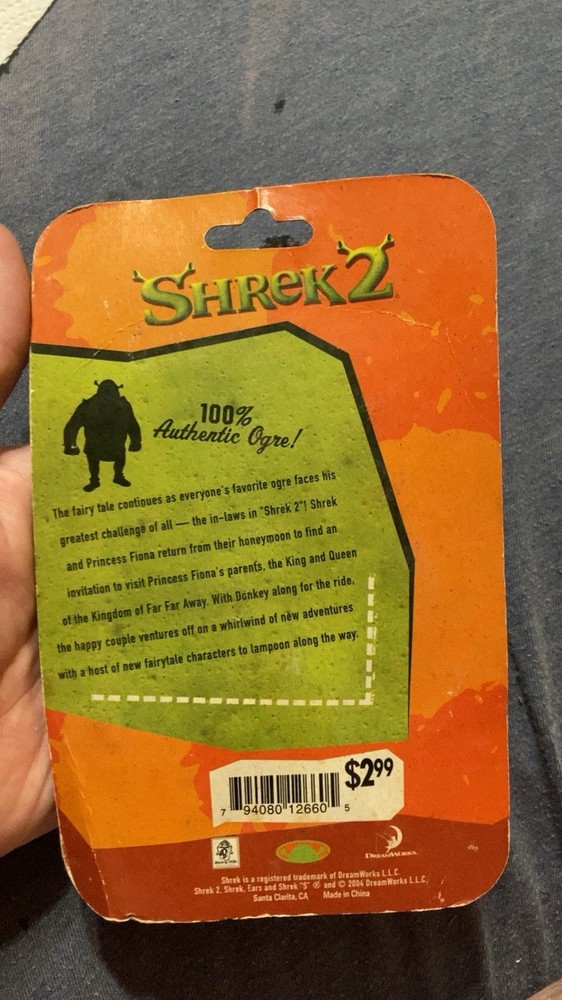 SHREK 2
100%
Authentic Ogre!
The fairy tale continues as everyone's favorite ogre faces his
greatest challenge of all — the in-laws in "Shrek 2"! Shrek
and Princess Fiona return from their honeymoon to find an
invitation to visit Princess Fiona's parents, the King and Queen
of the Kingdom of Far Far Away. With Donkey along for the ride,
the happy couple ventures off on a whirlwind of new adventures
with a host of new fairytale characters to lampoon along the way.
$2.99
7 94080 12660 5
DREAMWORKS
Shrek is a registered trademark of DreamWorks L.L.C.
Shrek 2, Shrek, Ears and Shrek "S" ® and © 2004 DreamWorks L.L.C.
Santa Clarita, CA Made in China